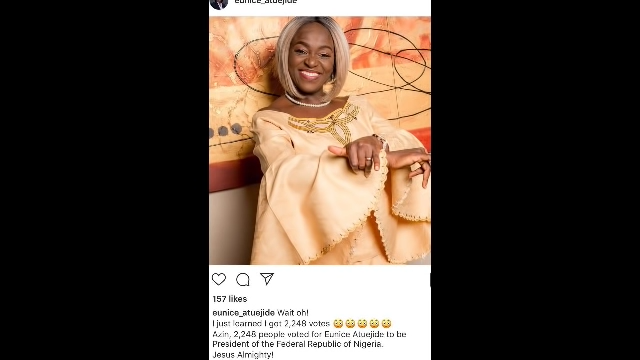 eunice_atuejide
157 likes
eunice_atuejide Wait oh!
I just learned I got 2,248 votes 😳😳😳😳😳
Azin, 2,248 people voted for Eunice Atuejide to be
President of the Federal Republic of Nigeria.
Jesus Almighty!